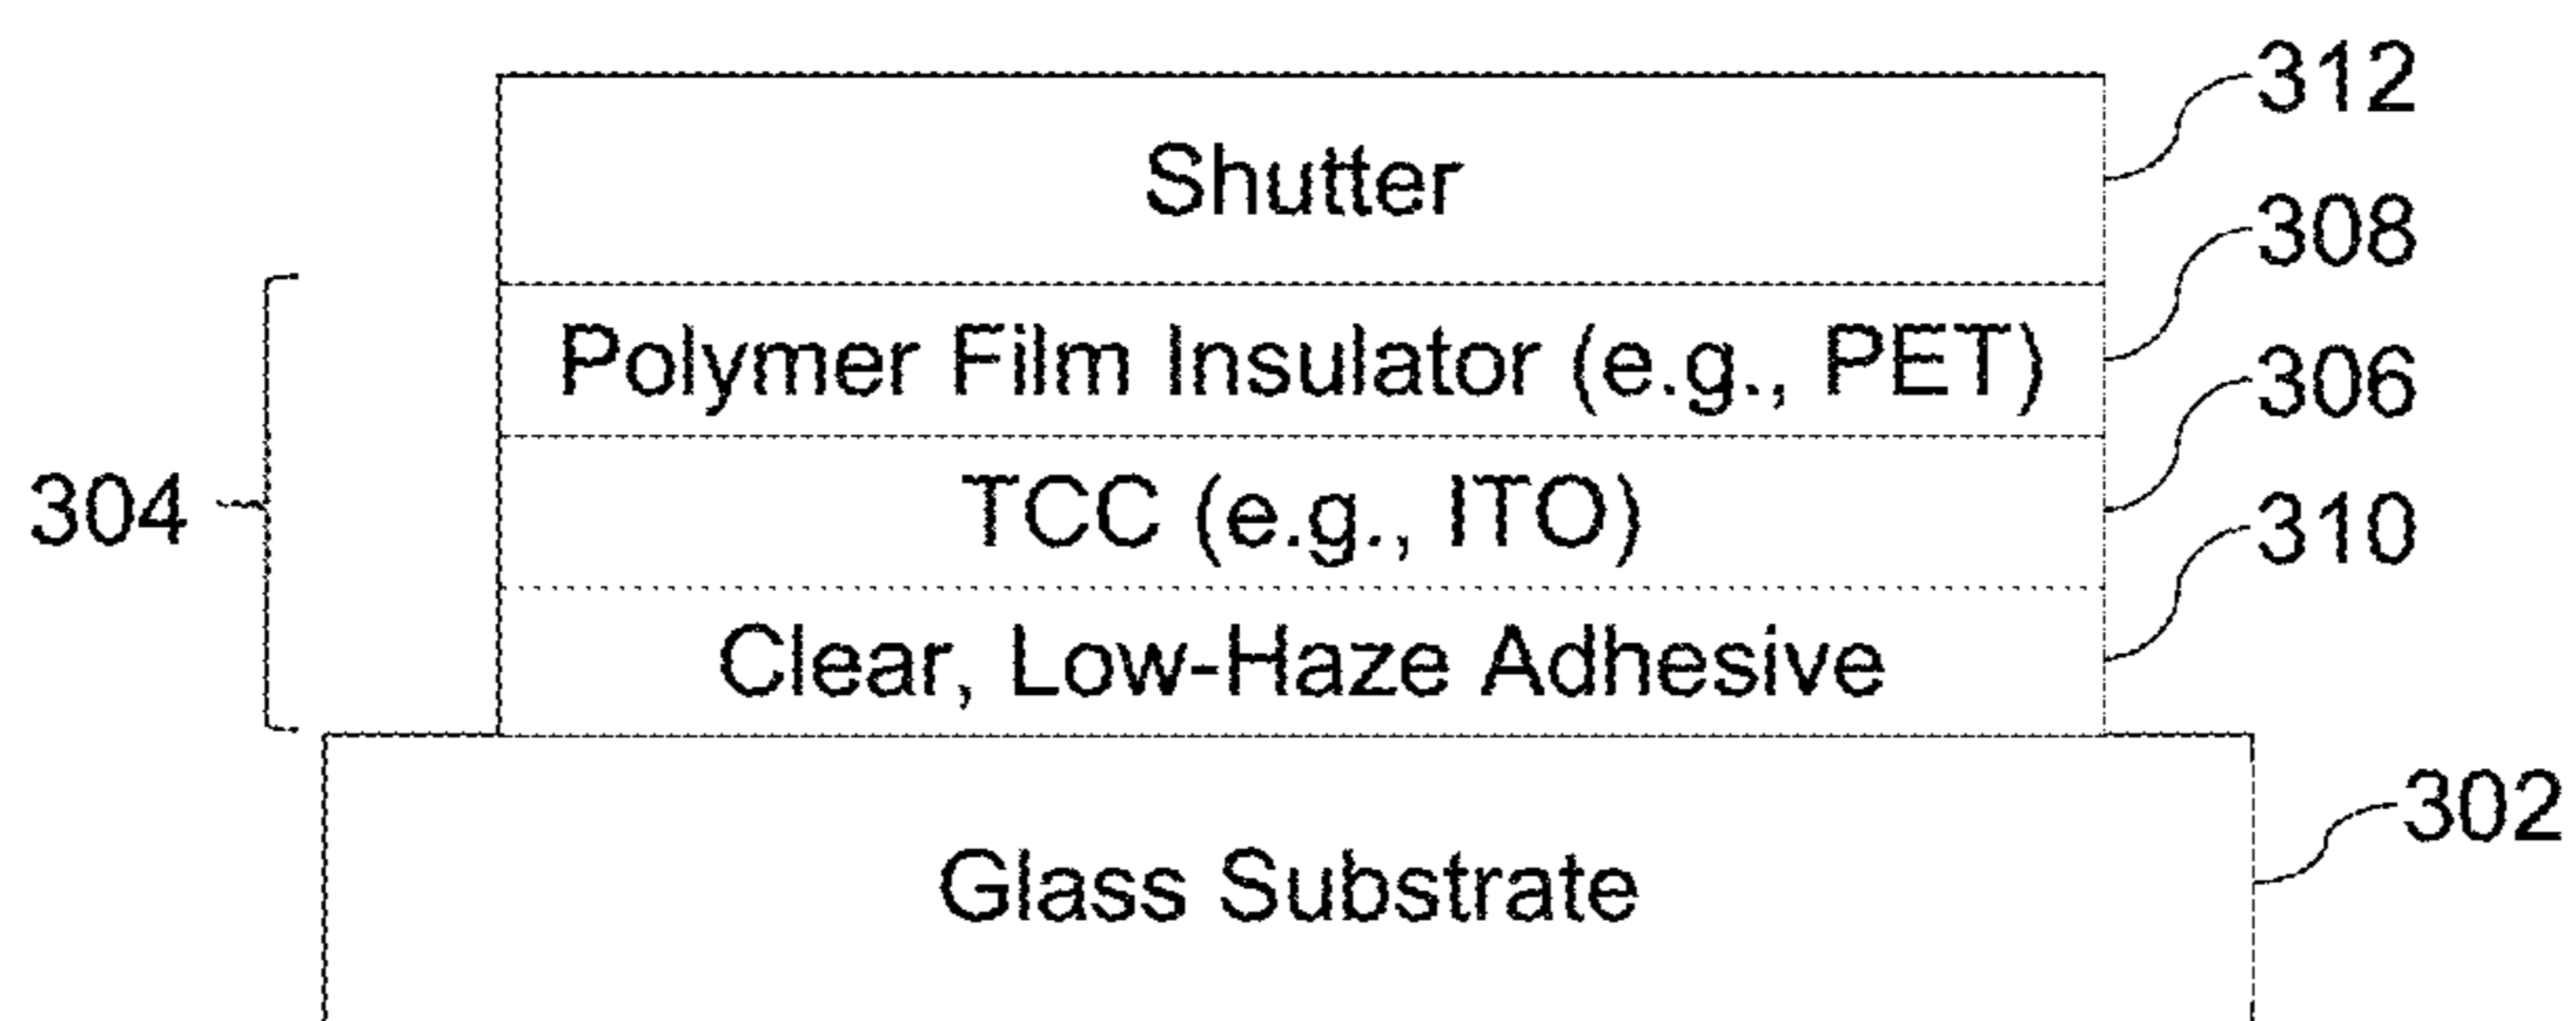 312
Shutter
308
Polymer Film Insulator (e.g., PET)
306
304
TCC (e.g., ITO)
310
Clear, Low-Haze Adhesive
302
Glass Substrate